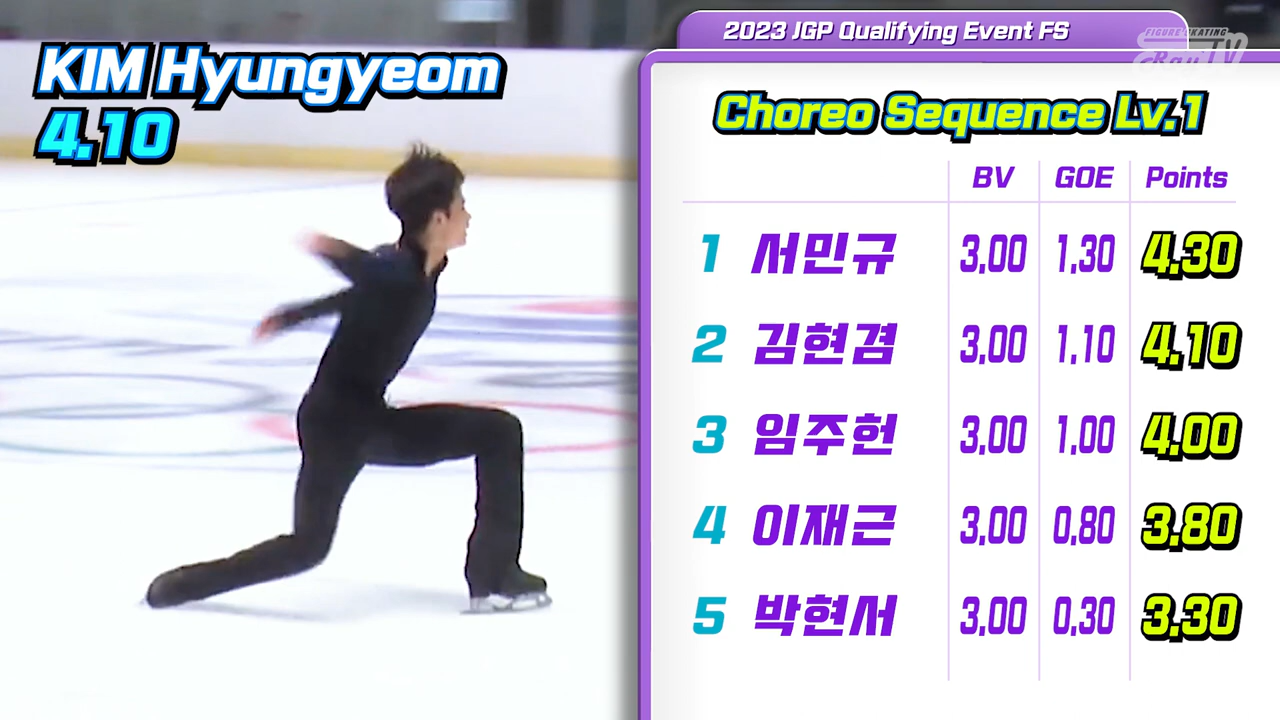 KIM Hyungyeom
4.10
2023 JGP Qualifying Event FS
FIGURE SKATING
TV
Choreo Sequence Lv.1
BV GOE Points
1 서민규 3,00 1,30 4.30
2 김현겸 3,00 1,10 4.10
3 임주헌 3,00 1,00 4.00
4 이재근 3,00 0,80 3.80
5 박현서 3,00 0,30 3.30